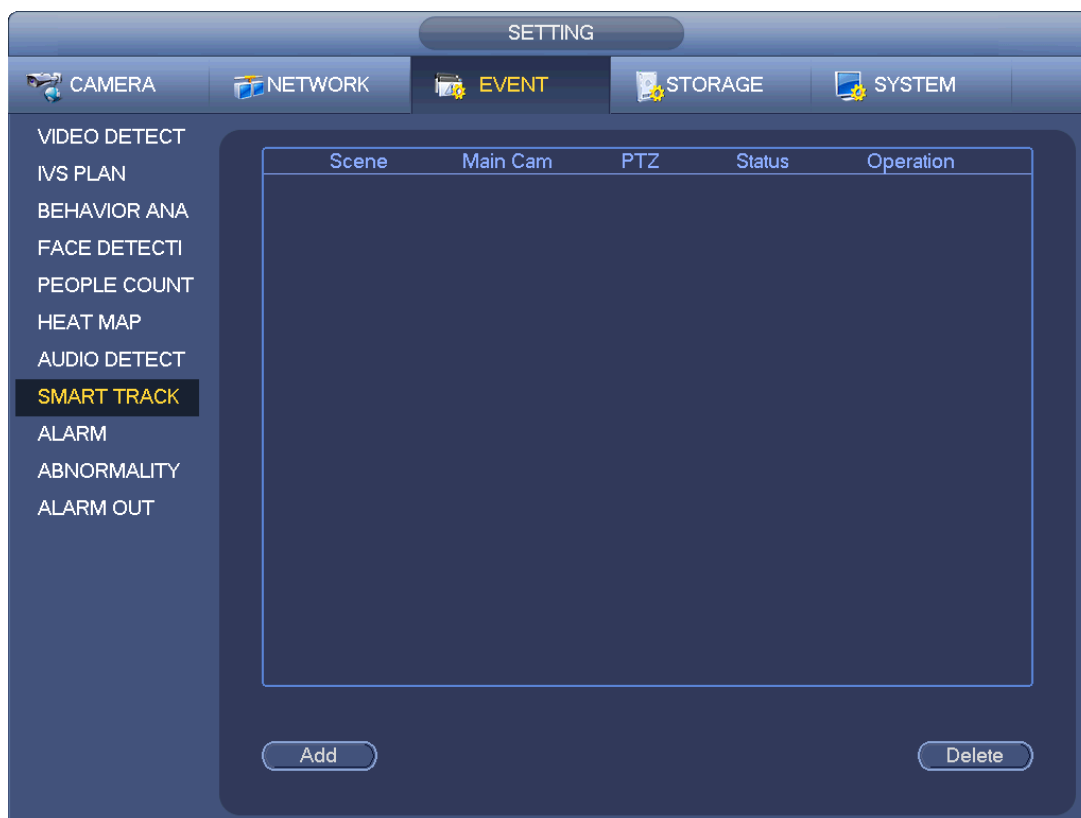 SETTING
CAMERA NETWORK EVENT STORAGE SYSTEM
VIDEO DETECT
IVS PLAN
BEHAVIOR ANA
FACE DETECTI
PEOPLE COUNT
HEAT MAP
AUDIO DETECT
SMART TRACK
ALARM
ABNORMALITY
ALARM OUT
Scene Main Cam PTZ Status Operation
Add Delete